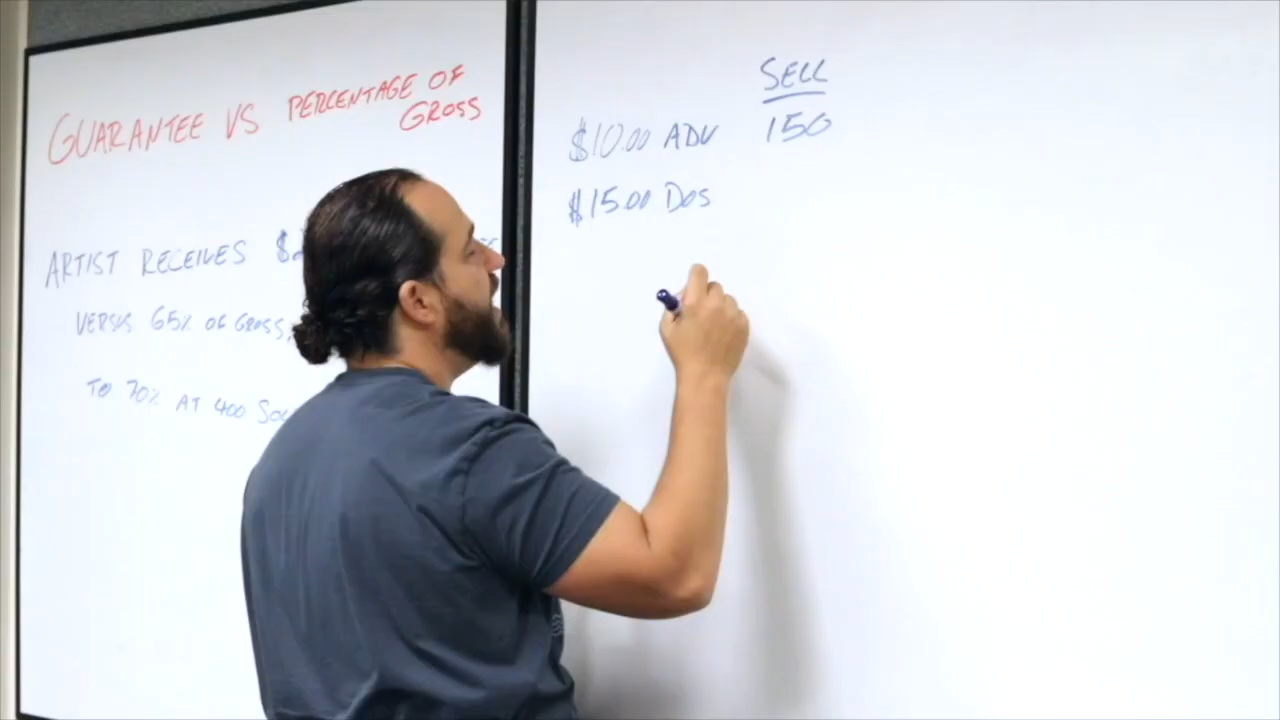 GUARANTEE VS PERCENTAGE OF
GROSS
ARTIST RECEIVES
VERSUS 65% OF GROSS,
TO 70% AT 400
SELL
$10.00 ADV 150
$15.00 DOS